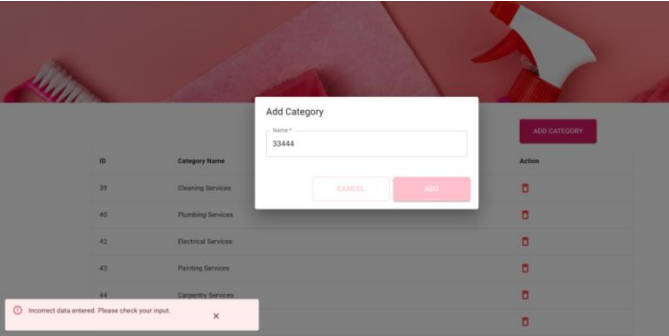 Add Category
Name *
33444
ADD CATEGORY
CANCEL
ADD
ID Category Name Action
39 Cleaning Services
40 Plumbing Services
42 Electrical Services
43 Painting Services
44 Carpentry Services
Incorrect data entered. Please check your input.